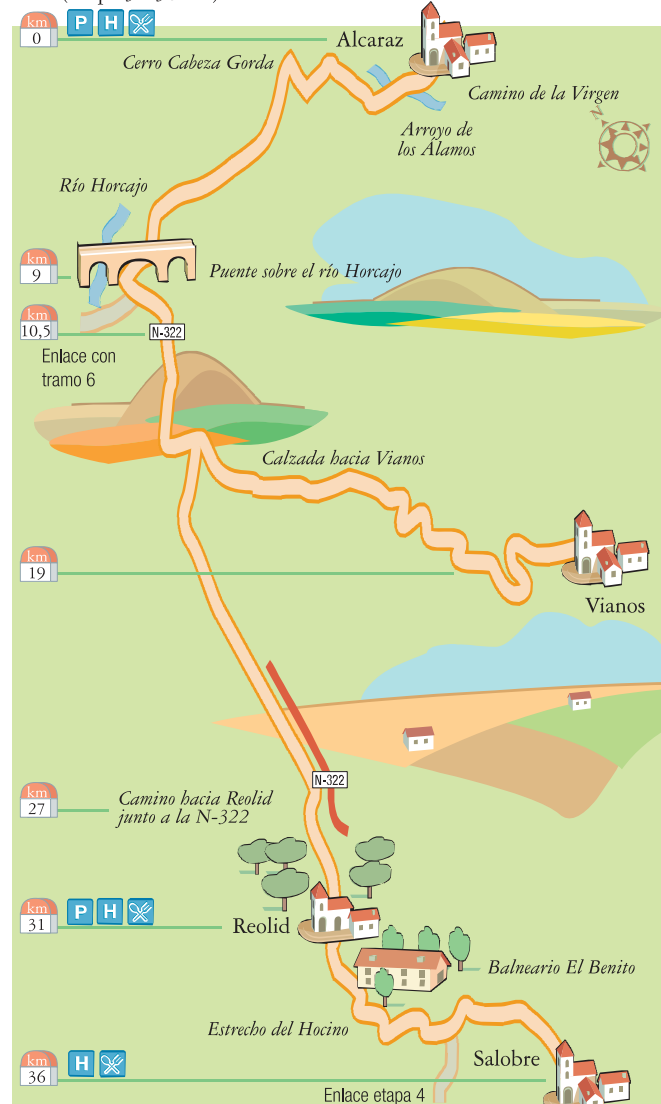 km
0
P H
Alcaraz
Cerro Cabeza Gorda
Camino de la Virgen
Arroyo de
los Álamos
N
Río Horcajo
km
9
Puente sobre el río Horcajo
km
10,5
N-322
Enlace con
tramo 6
Calzada hacia Vianos
km
19
Vianos
N-322
km
27
Camino hacia Reolid
junto a la N-322
km
31
P H
Reolid
Balneario El Benito
Estrecho del Hocino
km
36
H
Salobre
Enlace etapa 4